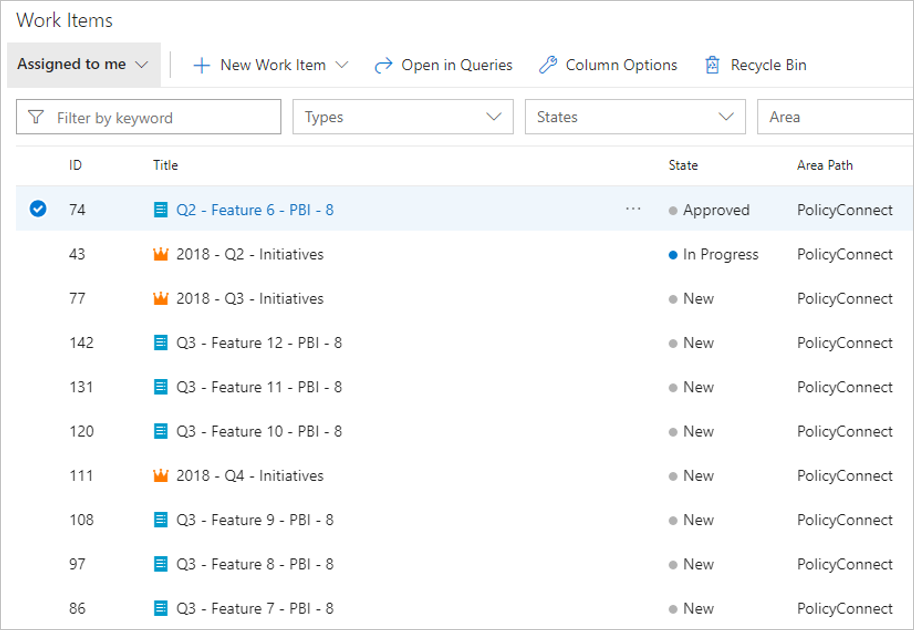 Work Items
Assigned to me New Work Item Open in Queries Column Options Recycle Bin
Filter by keyword Types States Area
ID Title State Area Path
74 Q2 - Feature 6 - PBI - 8 ... Approved PolicyConnect
43 2018 - Q2 - Initiatives In Progress PolicyConnect
77 2018 - Q3 - Initiatives New PolicyConnect
142 Q3 - Feature 12 - PBI - 8 New PolicyConnect
131 Q3 - Feature 11 - PBI - 8 New PolicyConnect
120 Q3 - Feature 10 - PBI - 8 New PolicyConnect
111 2018 - Q4 - Initiatives New PolicyConnect
108 Q3 - Feature 9 - PBI - 8 New PolicyConnect
97 Q3 - Feature 8 - PBI - 8 New PolicyConnect
86 Q3 - Feature 7 - PBI - 8 New PolicyConnect